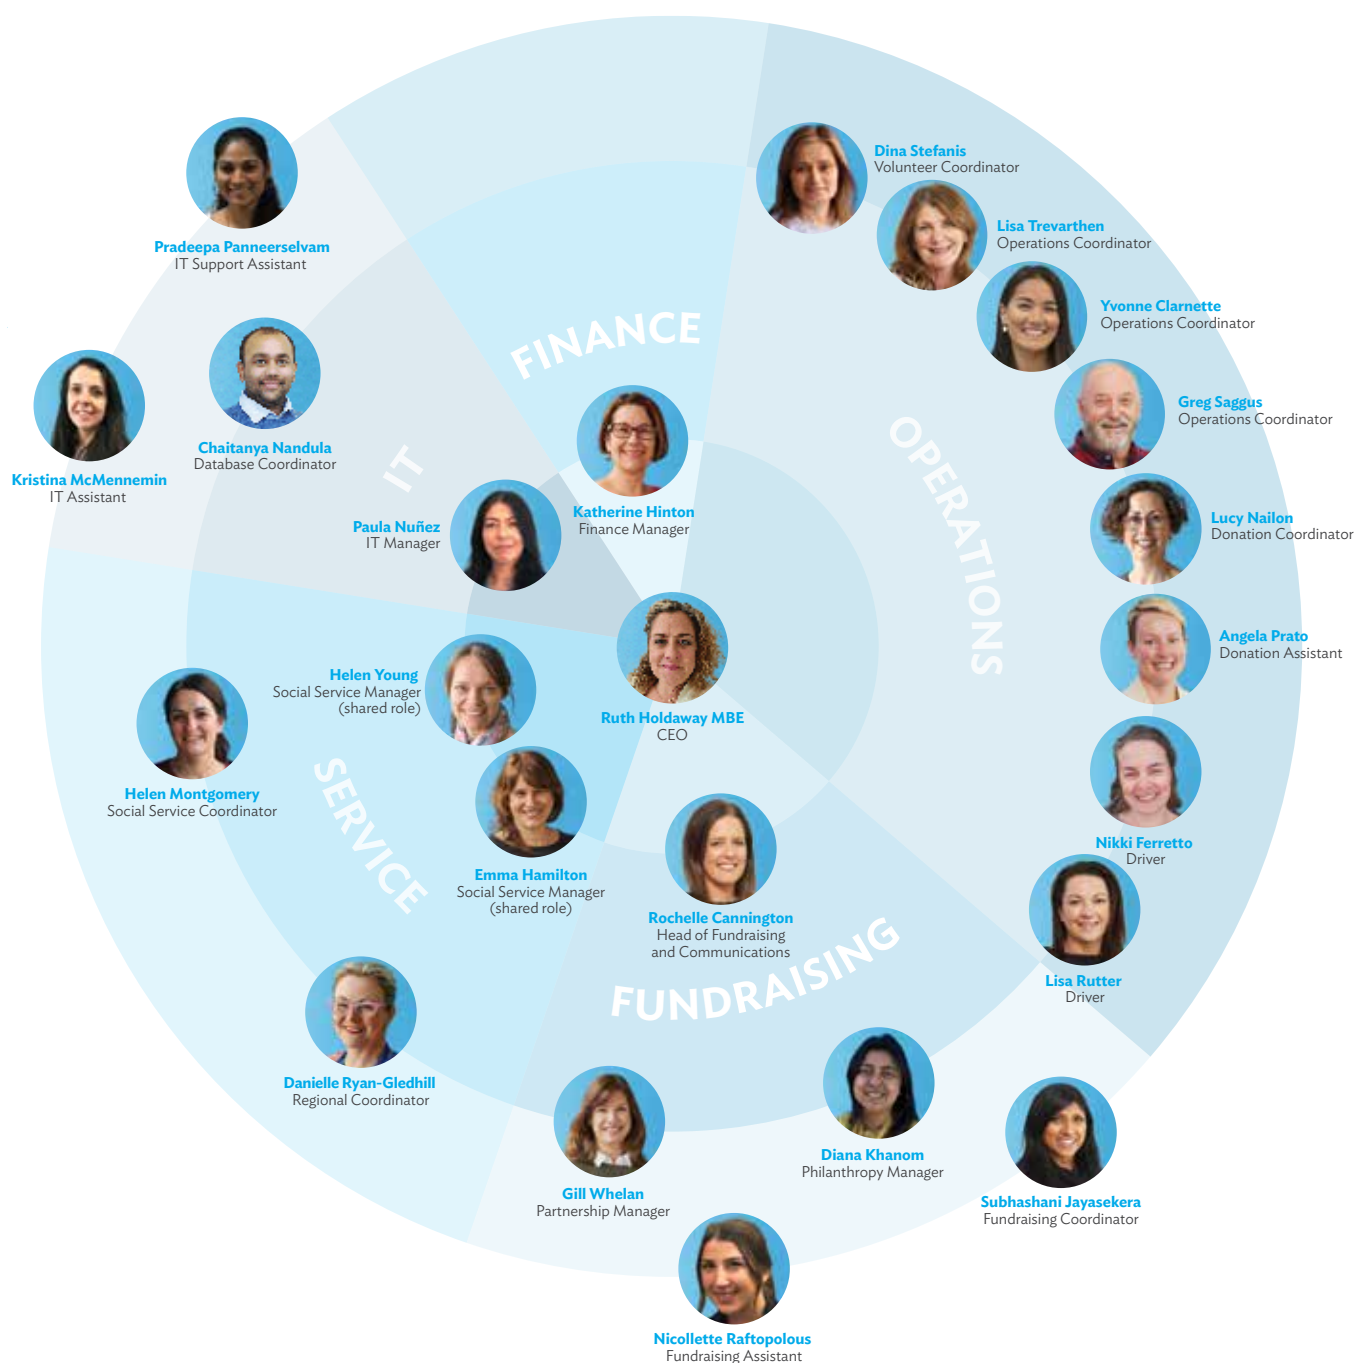 Dina Stefanis
Volunteer Coordinator
Lisa Trevarthen
Operations Coordinator
Pradeepa Panneerselvam
IT Support Assistant
Yvonne Clarnette
Operations Coordinator
FINANCE
Greg Saggus
Operations Coordinator
Chaitanya Nandula
Database Coordinator
IT
Kristina McMennemin
IT Assistant
OPERATIONS
Katherine Hinton
Finance Manager
Paula Nuñez
IT Manager
Lucy Nailon
Donation Coordinator
Angela Prato
Donation Assistant
Helen Young
Social Service Manager
(shared role)
Ruth Holdaway MBE
CEO
Helen Montgomery
Social Service Coordinator
SERVICE
Nikki Ferretto
Driver
Emma Hamilton
Social Service Manager
(shared role)
Rochelle Cannington
Head of Fundraising
and Communications
FUNDRAISING
Lisa Rutter
Driver
Danielle Ryan-Gledhill
Regional Coordinator
Diana Khanom
Philanthropy Manager
Gill Whelan
Partnership Manager
Subhashani Jayasekera
Fundraising Coordinator
Nicollette Raftopolous
Fundraising Assistant